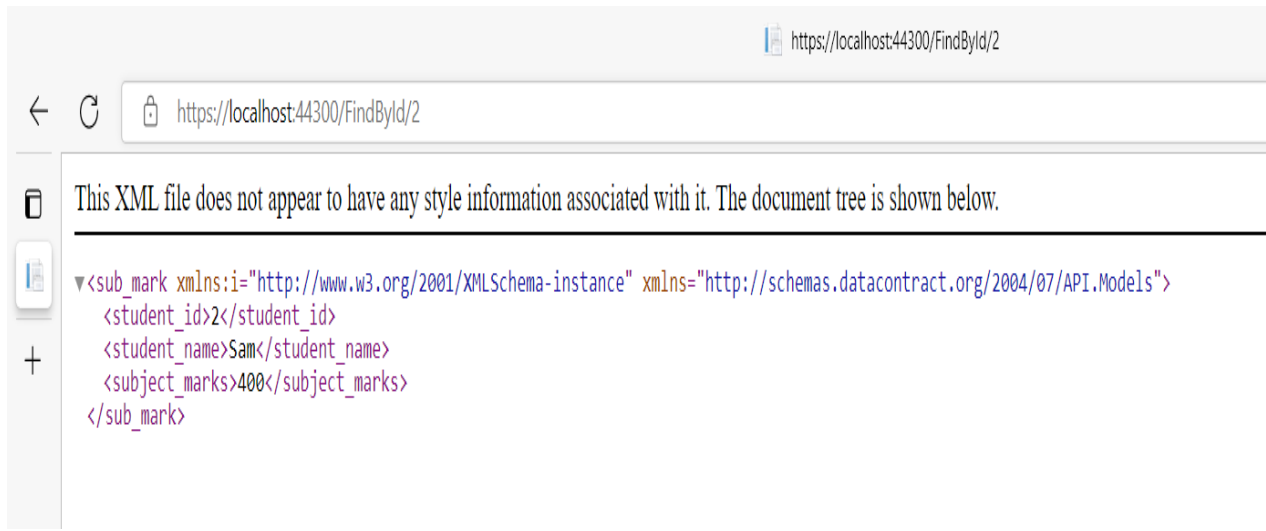 https://localhost:44300/FindById/2
https://localhost:44300/FindById/2
This XML file does not appear to have any style information associated with it. The document tree is shown below.
▼<sub_mark xmlns:i="http://www.w3.org/2001/XMLSchema-instance" xmlns="http://schemas.datacontract.org/2004/07/API.Models">
<student_id>2</student_id>
<student_name>Sam</student_name>
<subject_marks>400</subject_marks>
</sub_mark>